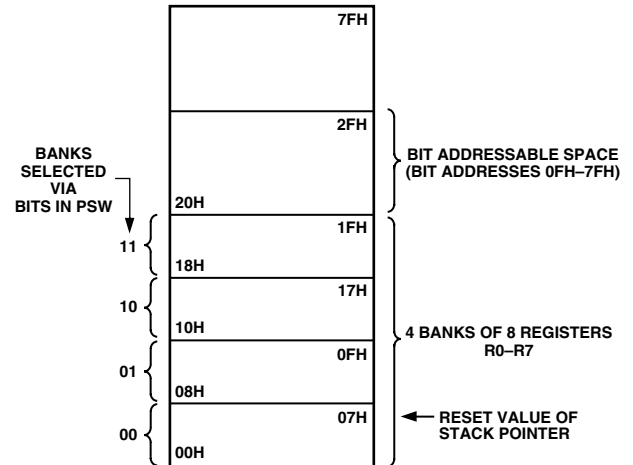 7FH
2FH
BANKS
SELECTED
VIA
BITS IN PSW
BIT ADDRESSABLE SPACE
(BIT ADDRESSES 0FH–7FH)
20H
1FH
11
18H
17H
10
10H
4 BANKS OF 8 REGISTERS
R0–R7
0FH
01
08H
07H
RESET VALUE OF
STACK POINTER
00
00H